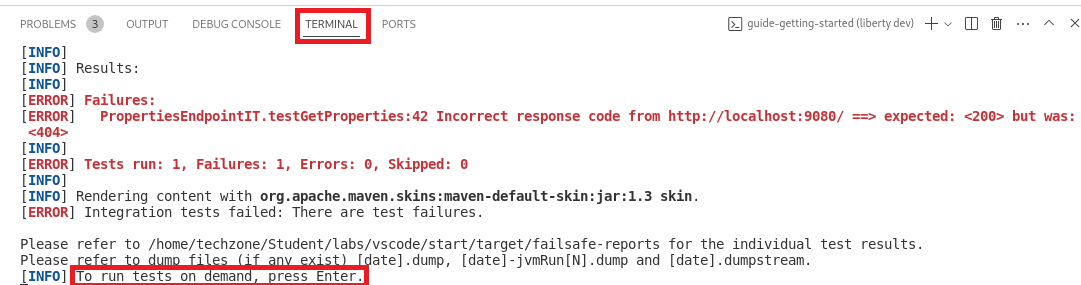 PROBLEMS 3 OUTPUT DEBUG CONSOLE TERMINAL PORTS guide-getting-started (liberty dev)
[INFO]
[INFO] Results:
[INFO]
[ERROR] Failures:
[ERROR]   PropertiesEndpointIT.testGetProperties:42 Incorrect response code from http://localhost:9080/ ==> expected: <200> but was:
<404>
[INFO]
[ERROR] Tests run: 1, Failures: 1, Errors: 0, Skipped: 0
[INFO]
[INFO] Rendering content with org.apache.maven.skins:maven-default-skin:jar:1.3 skin.
[ERROR] Integration tests failed: There are test failures.
Please refer to /home/techzone/Student/labs/vscode/start/target/failsafe-reports for the individual test results.
Please refer to dump files (if any exist) [date].dump, [date]-jvmRun[N].dump and [date].dumpstream.
[INFO] To run tests on demand, press Enter.